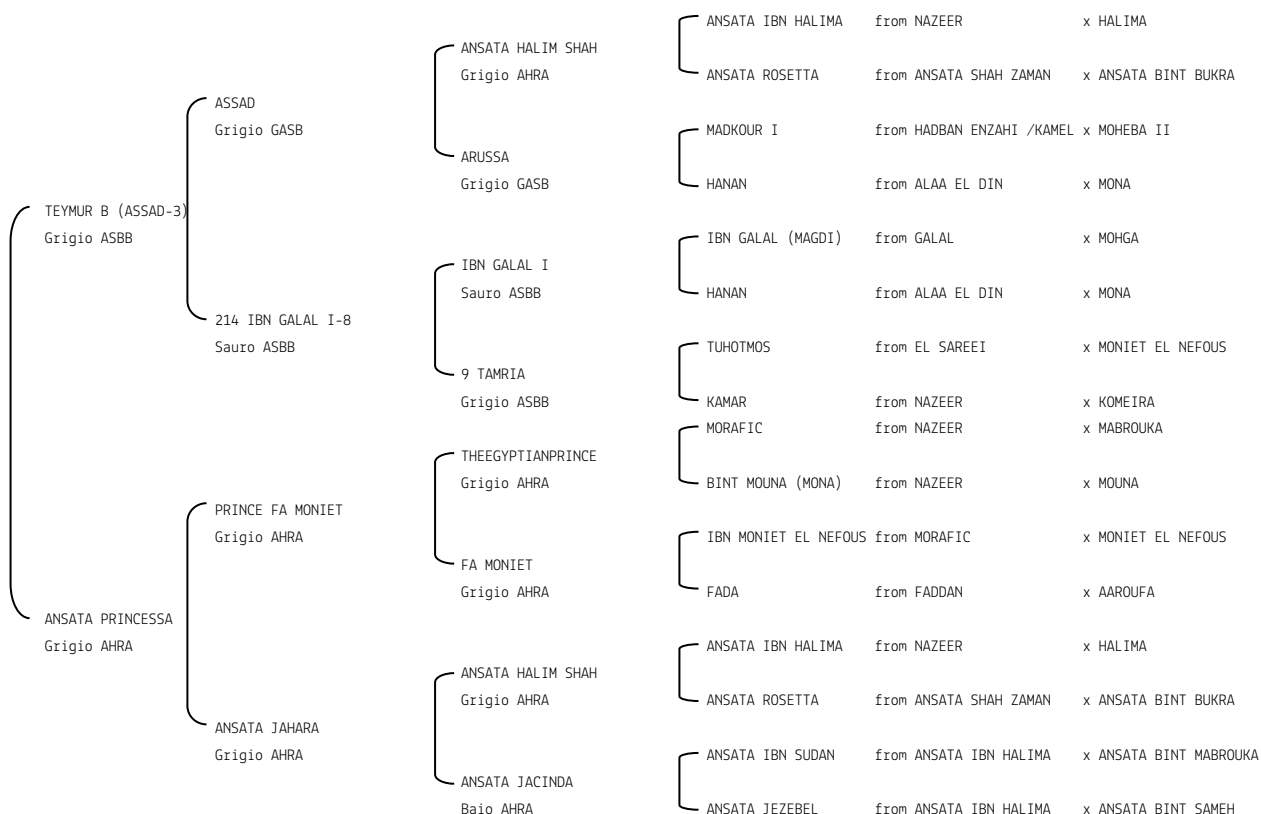 ANSATA IBN HALIMA from NAZEER x HALIMA
ANSATA HALIM SHAH
Grigio AHRA
ANSATA ROSETTA from ANSATA SHAH ZAMAN x ANSATA BINT BUKRA
ASSAD
Grigio GASB
MADKOUR I from HADBAN ENZAHI /KAMEL x MOHEBA II
ARUSSA
Grigio GASB
HANAN from ALAA EL DIN x MONA
TEYMUR B (ASSAD-3)
Grigio ASBB
IBN GALAL (MAGDI) from GALAL x MOHGA
IBN GALAL I
Sauro ASBB
HANAN from ALAA EL DIN x MONA
214 IBN GALAL I-8
Sauro ASBB
TUHOTMOS from EL SAREEI x MONIET EL NEFOUS
9 TAMRIA
Grigio ASBB
KAMAR from NAZEER x KOMEIRA
MORAFIC from NAZEER x MABROUKA
THEEGYPTIANPRINCE
Grigio AHRA
BINT MOUNA (MONA) from NAZEER x MOUNA
PRINCE FA MONIET
Grigio AHRA
IBN MONIET EL NEFOUS from MORAFIC x MONIET EL NEFOUS
FA MONIET
Grigio AHRA
FADA from FADDAN x AAROUFA
ANSATA PRINCESSA
Grigio AHRA
ANSATA IBN HALIMA from NAZEER x HALIMA
ANSATA HALIM SHAH
Grigio AHRA
ANSATA ROSETTA from ANSATA SHAH ZAMAN x ANSATA BINT BUKRA
ANSATA JAHARA
Grigio AHRA
ANSATA IBN SUDAN from ANSATA IBN HALIMA x ANSATA BINT MABROUKA
ANSATA JACINDA
Baio AHRA
ANSATA JEZEBEL from ANSATA IBN HALIMA x ANSATA BINT SAMEH